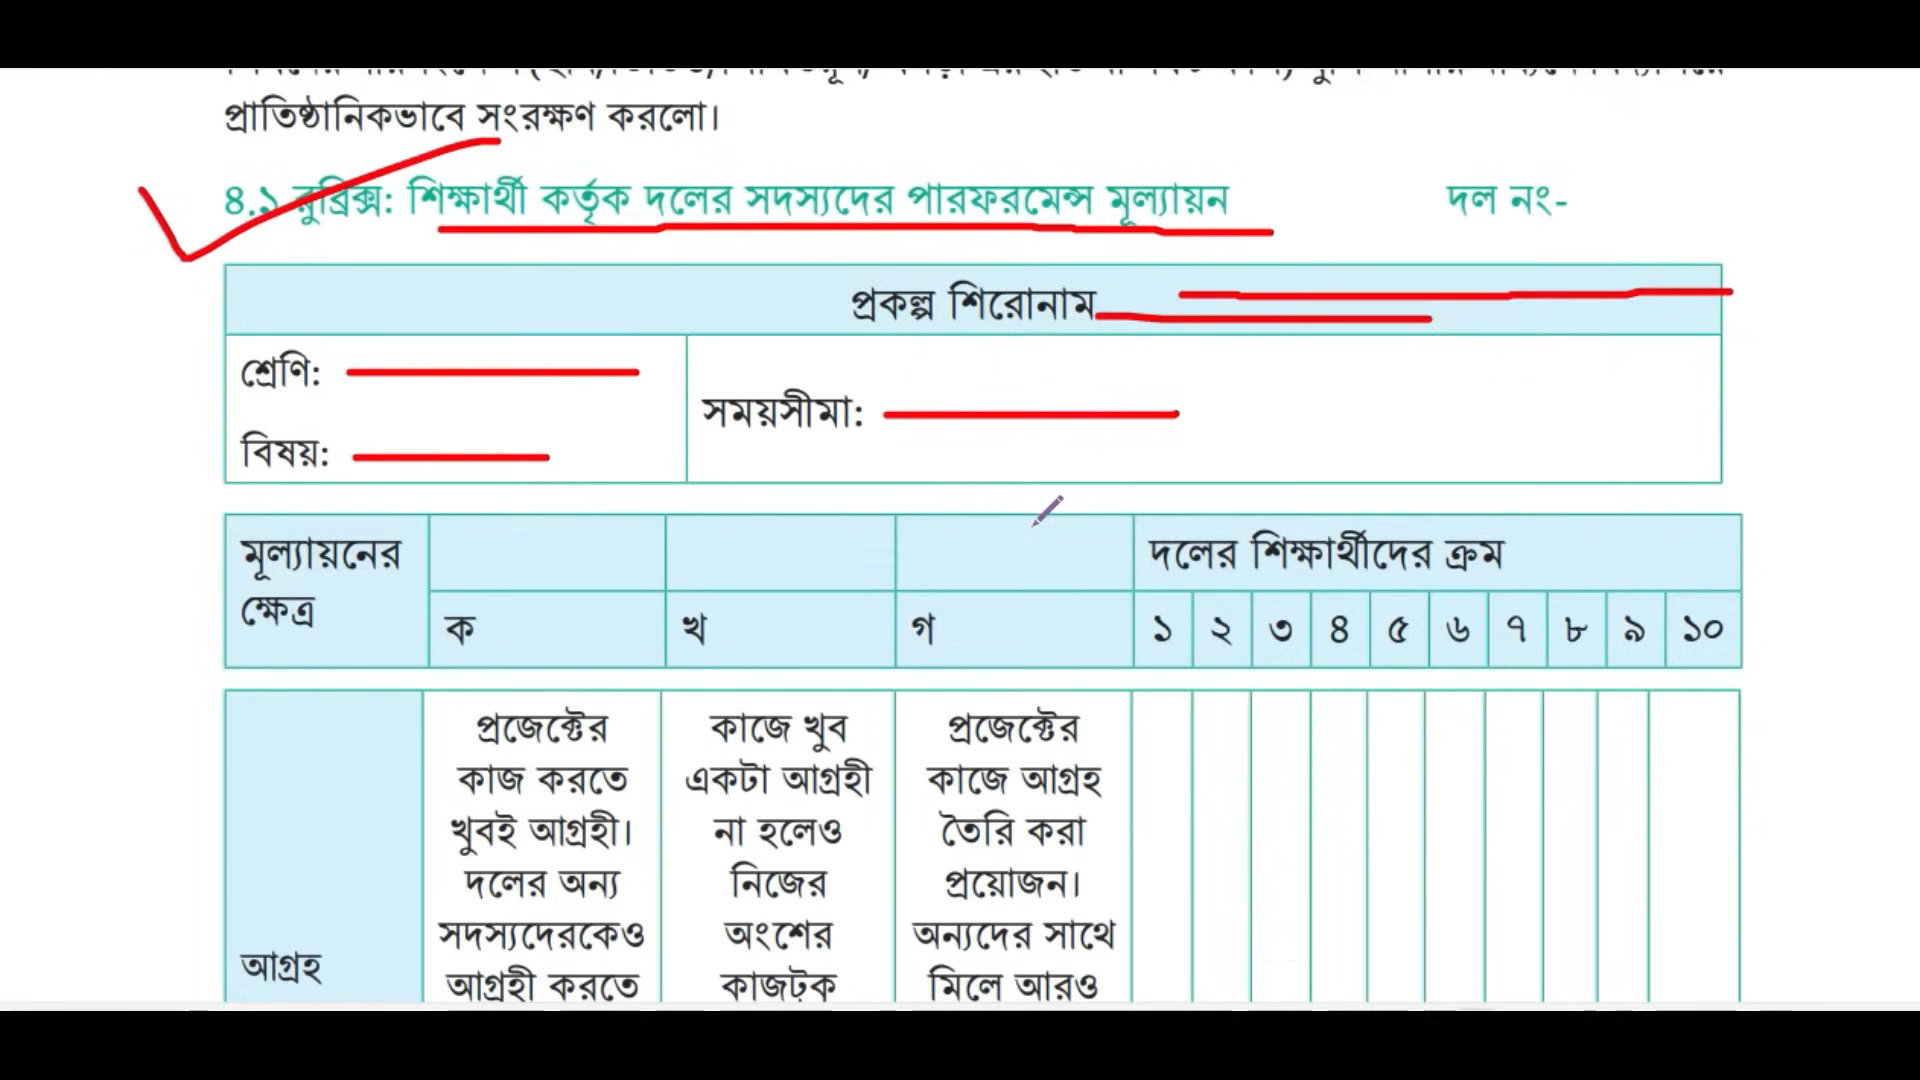 প্রাতিষ্ঠানিকভাবে সংরক্ষণ করলো।
৪.১ রুব্রিক্স: শিক্ষার্থী কর্তৃক দলের সদস্যদের পারফরমেন্স মূল্যায়ন দল নং-
প্রকল্প শিরোনাম
শ্রেণি:
বিষয়:
সময়সীমা:
মূল্যায়নের
ক্ষেত্র
ক
খ
গ
দলের শিক্ষার্থীদের ক্রম
১ ২ ৩ ৪ ৫ ৬ ৭ ৮ ৯ ১০
আগ্রহ
প্রজেক্টের
কাজ করতে
খুবই আগ্রহী।
দলের অন্য
সদস্যদেরকেও
আগ্রহী করতে
কাজে খুব
একটা আগ্রহী
না হলেও
নিজের
অংশের
কাজটুক
প্রজেক্টের
কাজে আগ্রহ
তৈরি করা
প্রয়োজন।
অন্যদের সাথে
মিলে আরও